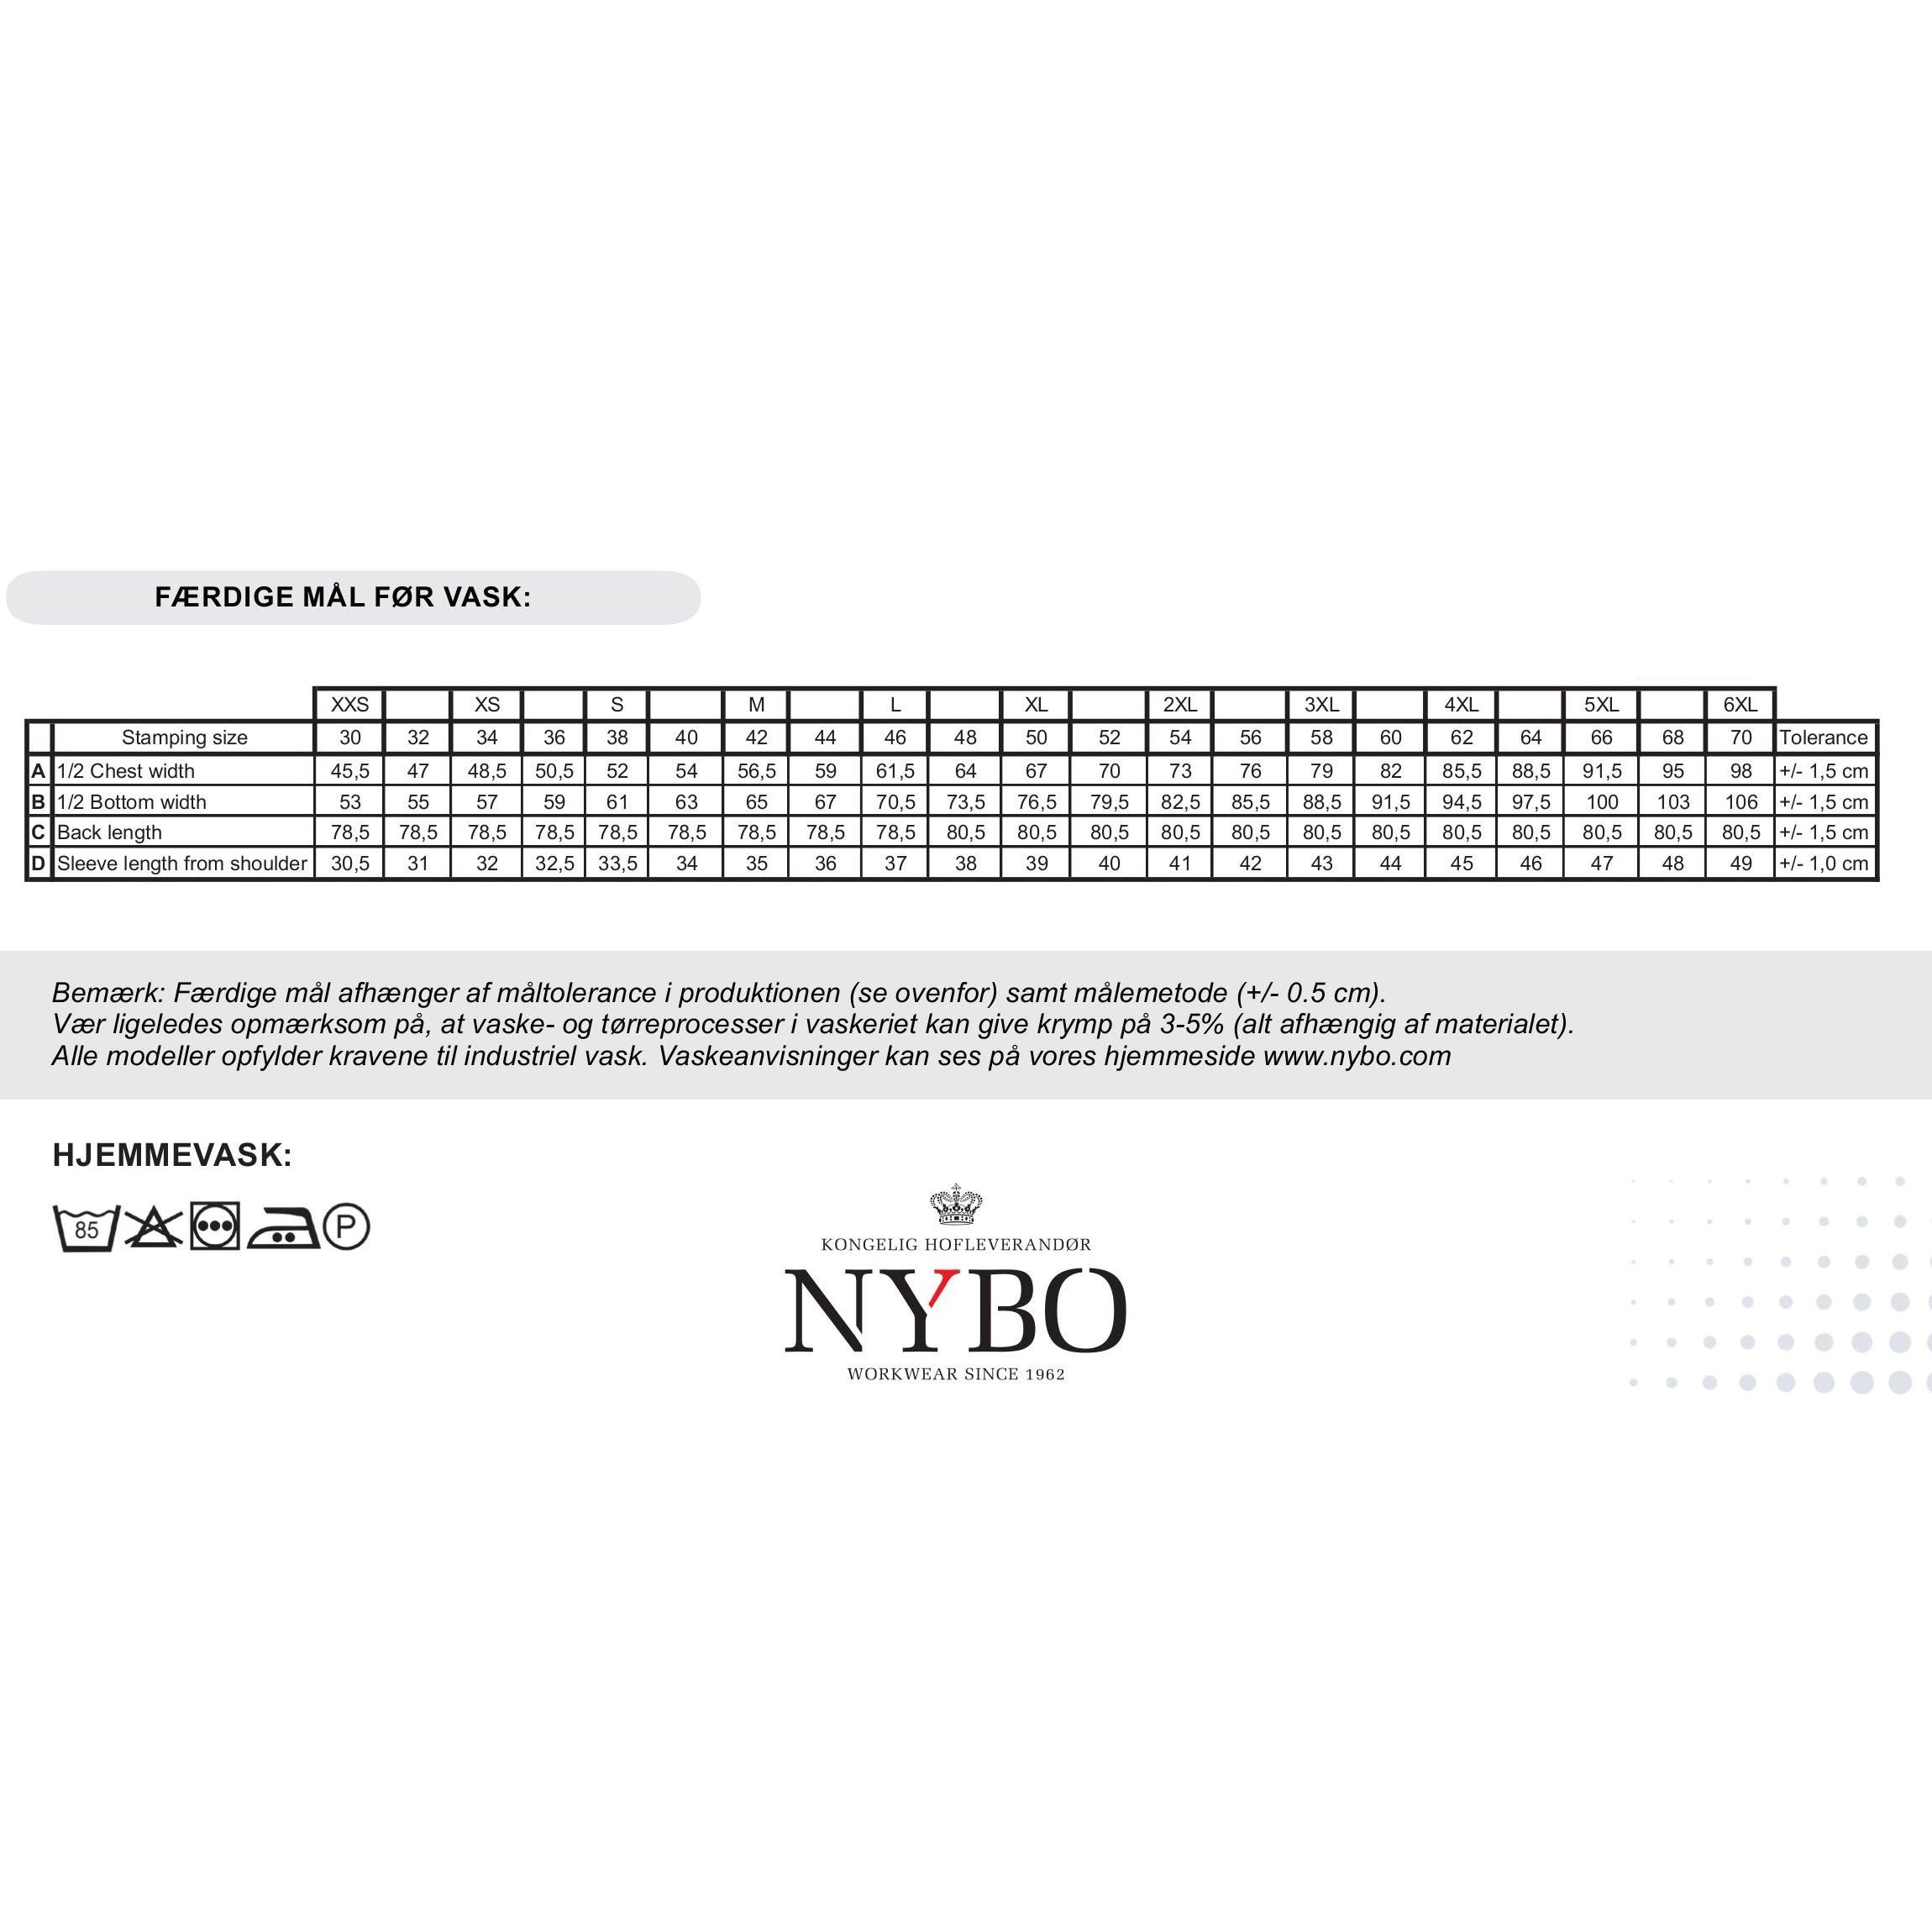 FÆRDIGE MÅL FØR VASK:
XXS XS S M L XL 2XL 3XL 4XL 5XL 6XL
Stamping size 30 32 34 36 38 40 42 44 46 48 50 52 54 56 58 60 62 64 66 68 70 Tolerance
A 1/2 Chest width 45,5 47 48,5 50,5 52 54 56,5 59 61,5 64 67 70 73 76 79 82 85,5 88,5 91,5 95 98 +/- 1,5 cm
B 1/2 Bottom width 53 55 57 59 61 63 65 67 70,5 73,5 76,5 79,5 82,5 85,5 88,5 91,5 94,5 97,5 100 103 106 +/- 1,5 cm
C Back length 78,5 78,5 78,5 78,5 78,5 78,5 78,5 78,5 78,5 80,5 80,5 80,5 80,5 80,5 80,5 80,5 80,5 80,5 80,5 80,5 80,5 +/- 1,5 cm
D Sleeve length from shoulder 30,5 31 32 32,5 33,5 34 35 36 37 38 39 40 41 42 43 44 45 46 47 48 49 +/- 1,0 cm
Bemærk: Færdige mål afhænger af måltolerance i produktionen (se ovenfor) samt målemetode (+/- 0.5 cm).
Vær ligeledes opmærksom på, at vaske- og tørreprocesser i vaskeriet kan give krymp på 3-5% (alt afhængig af materialet).
Alle modeller opfylder kravene til industriel vask. Vaskeanvisninger kan ses på vores hjemmeside www.nybo.com
HJEMMEVASK:
85 P
KONGELIG HOFLEVERANDØR
NYBO
WORKWEAR SINCE 1962